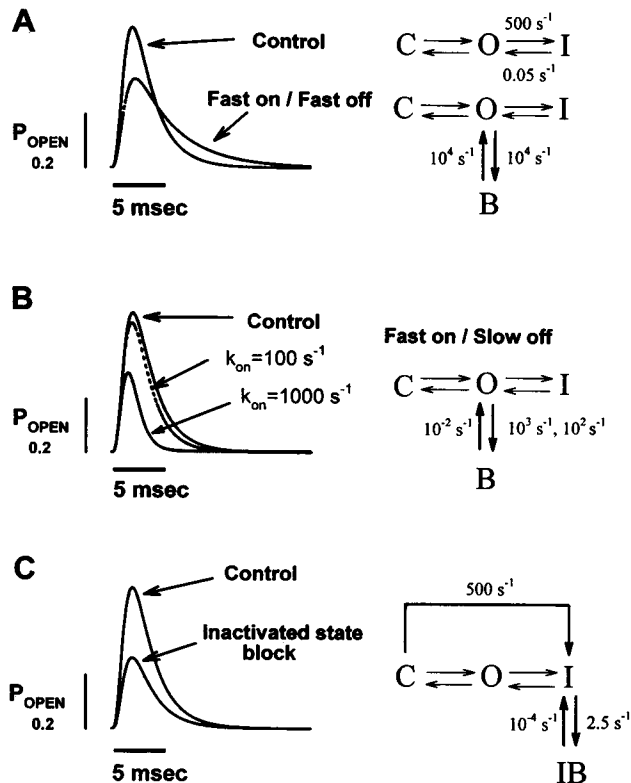 A
Control
Fast on / Fast off
P_OPEN
0.2
5 msec
500 s⁻¹
C O I
0.05 s⁻¹
C O I
10⁴ s⁻¹ 10⁴ s⁻¹
B
B
Control
k_on=100 s⁻¹
k_on=1000 s⁻¹
P_OPEN
0.2
5 msec
Fast on / Slow off
C O I
10⁻² s⁻¹ 10³ s⁻¹, 10² s⁻¹
B
C
Control
Inactivated state
block
P_OPEN
0.2
5 msec
500 s⁻¹
C O I
10⁻⁴ s⁻¹ 2.5 s⁻¹
IB